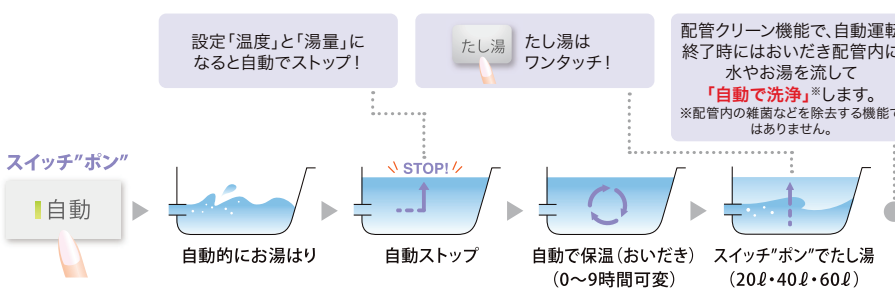 設定「温度」と「湯量」に
なると自動でストップ！
たし湯
たし湯は
ワンタッチ！
配管クリーン機能で、自動運転
終了時にはおいだき配管内に
水やお湯を流して
「自動で洗浄」※します。
※配管内の雑菌などを除去する機能で
はありません。
スイッチ"ポン"
自動
STOP!
自動的にお湯はり
自動ストップ
自動で保温（おいだき）
（0〜9時間可変）
スイッチ"ポン"でたし湯
（20ℓ・40ℓ・60ℓ）